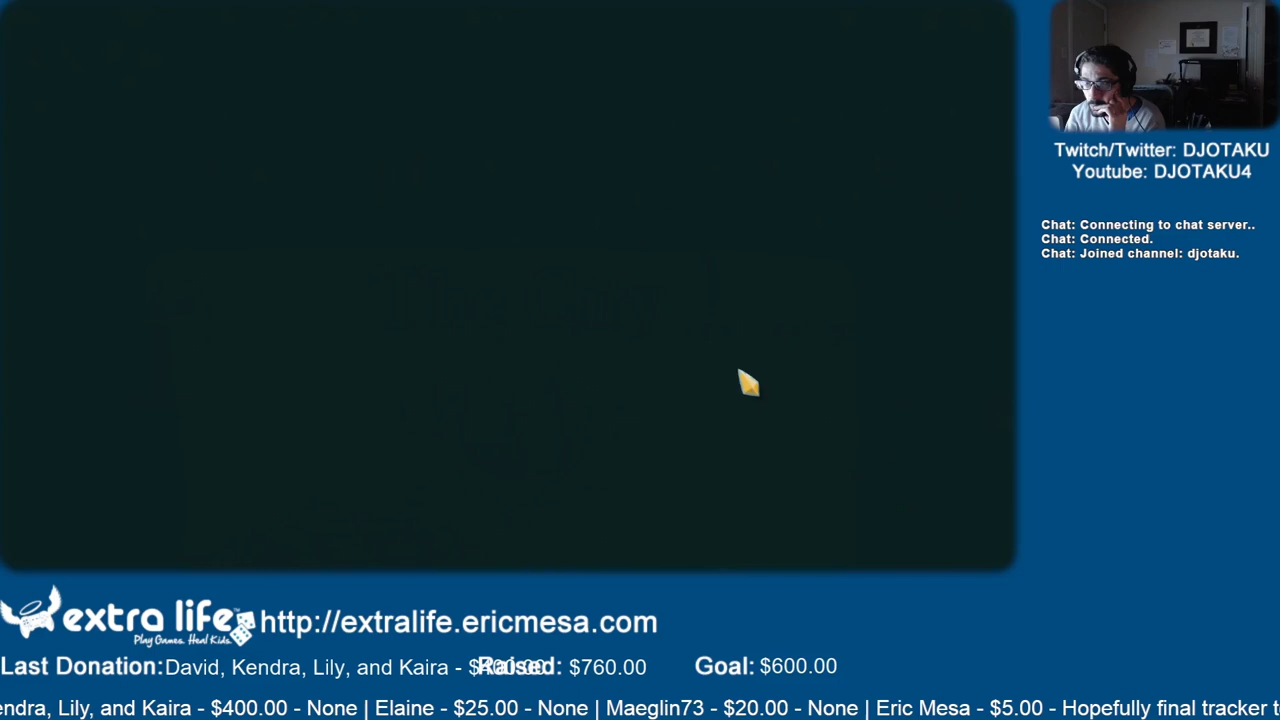 Twitch/Twitter: DJOTAKU
Youtube: DJOTAKU4
Chat: Connecting to chat server..
Chat: Connected.
Chat: Joined channel: djotaku.
extra life
Play Games. Heal Kids.
http://extralife.ericmesa.com
Last Donation: David, Kendra, Lily, and Kaira - $400.00 Raised: $760.00 Goal: $600.00
endra, Lily, and Kaira - $400.00 - None | Elaine - $25.00 - None | Maeglin73 - $20.00 - None | Eric Mesa - $5.00 - Hopefully final tracker t